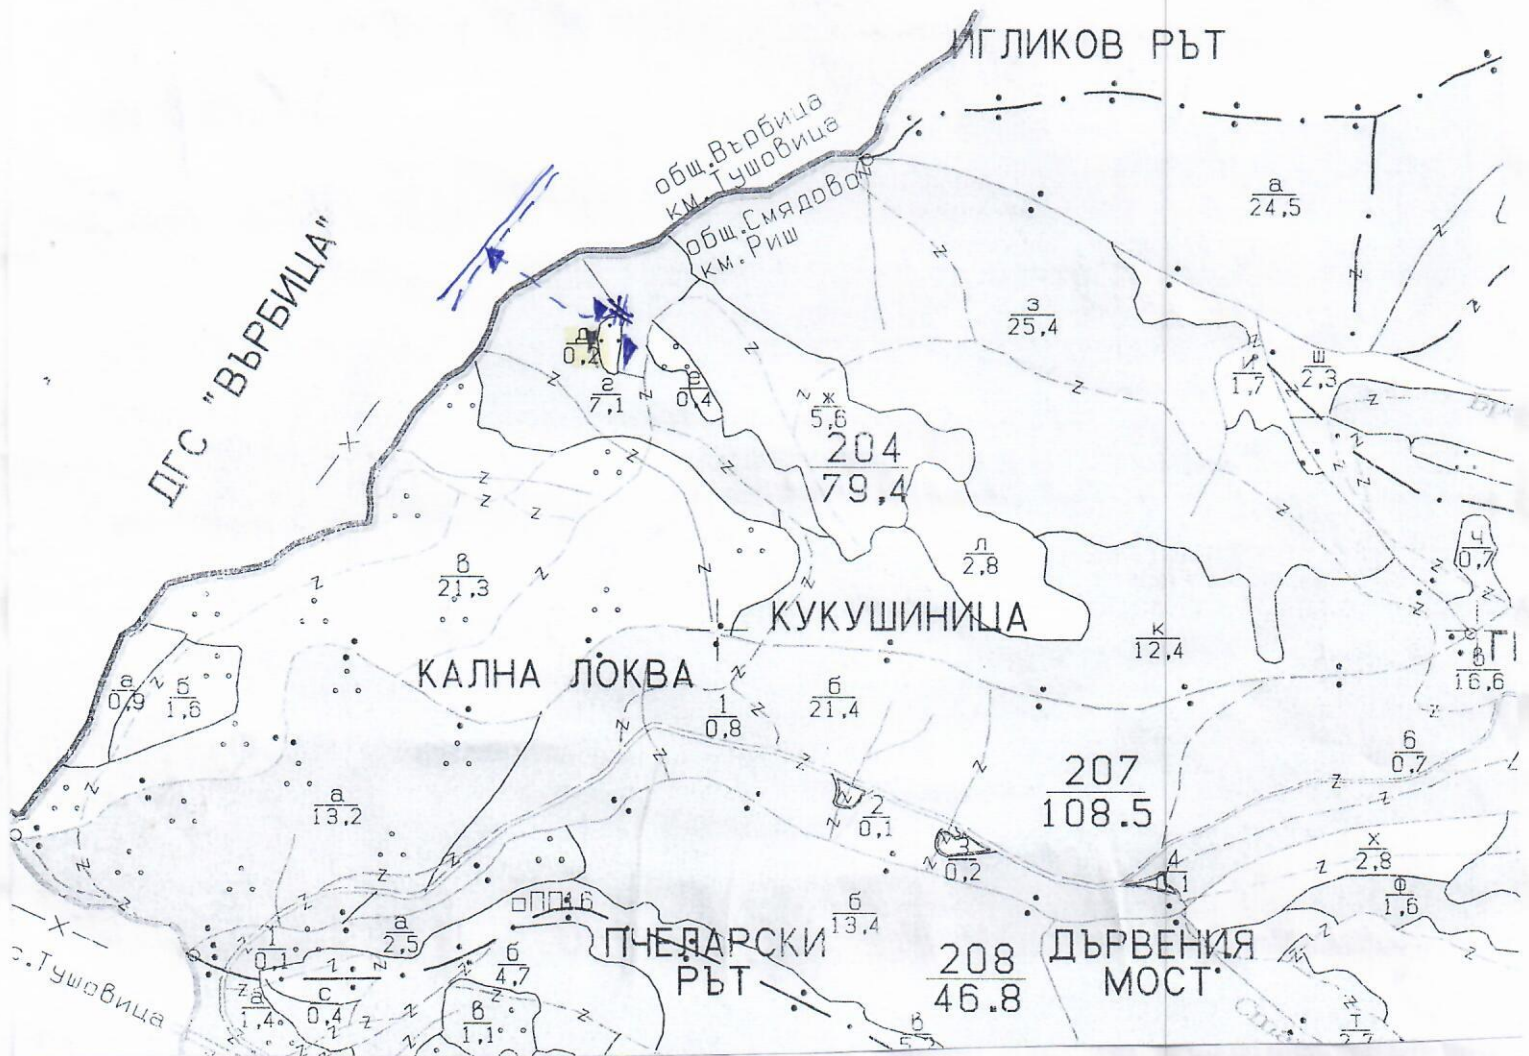 ИГЛИКОВ РЪТ
общ.Върбица
км.Тушовица
общ.Смядово
км.Риш
ДГС "ВЪРБИЦА"
а
24,5
з
25,4
д
0,2
г
7,1
е
0,4
ж
5,6
204
79,4
и
1,7
ш
2,3
л
2,8
ч
0,7
в
21,3
КУКУШИНИЦА
к
12,4
в
16,6
КАЛНА ЛОКВА
а
0,9
б
1,6
1
0,8
б
21,4
6
0,7
207
108.5
а
13,2
2
0,1
3
0,2
4
х
2,8
ф
1,6
□ПП16
б
13,4
1
0,1
а
2,5
б
4,7
ПЧЕЛАРСКИ
РЪТ
208
46.8
ДЪРВЕНИЯ
МОСТ
с.Тушовица
а
1,4
с
0,4
в
1,1
в
т